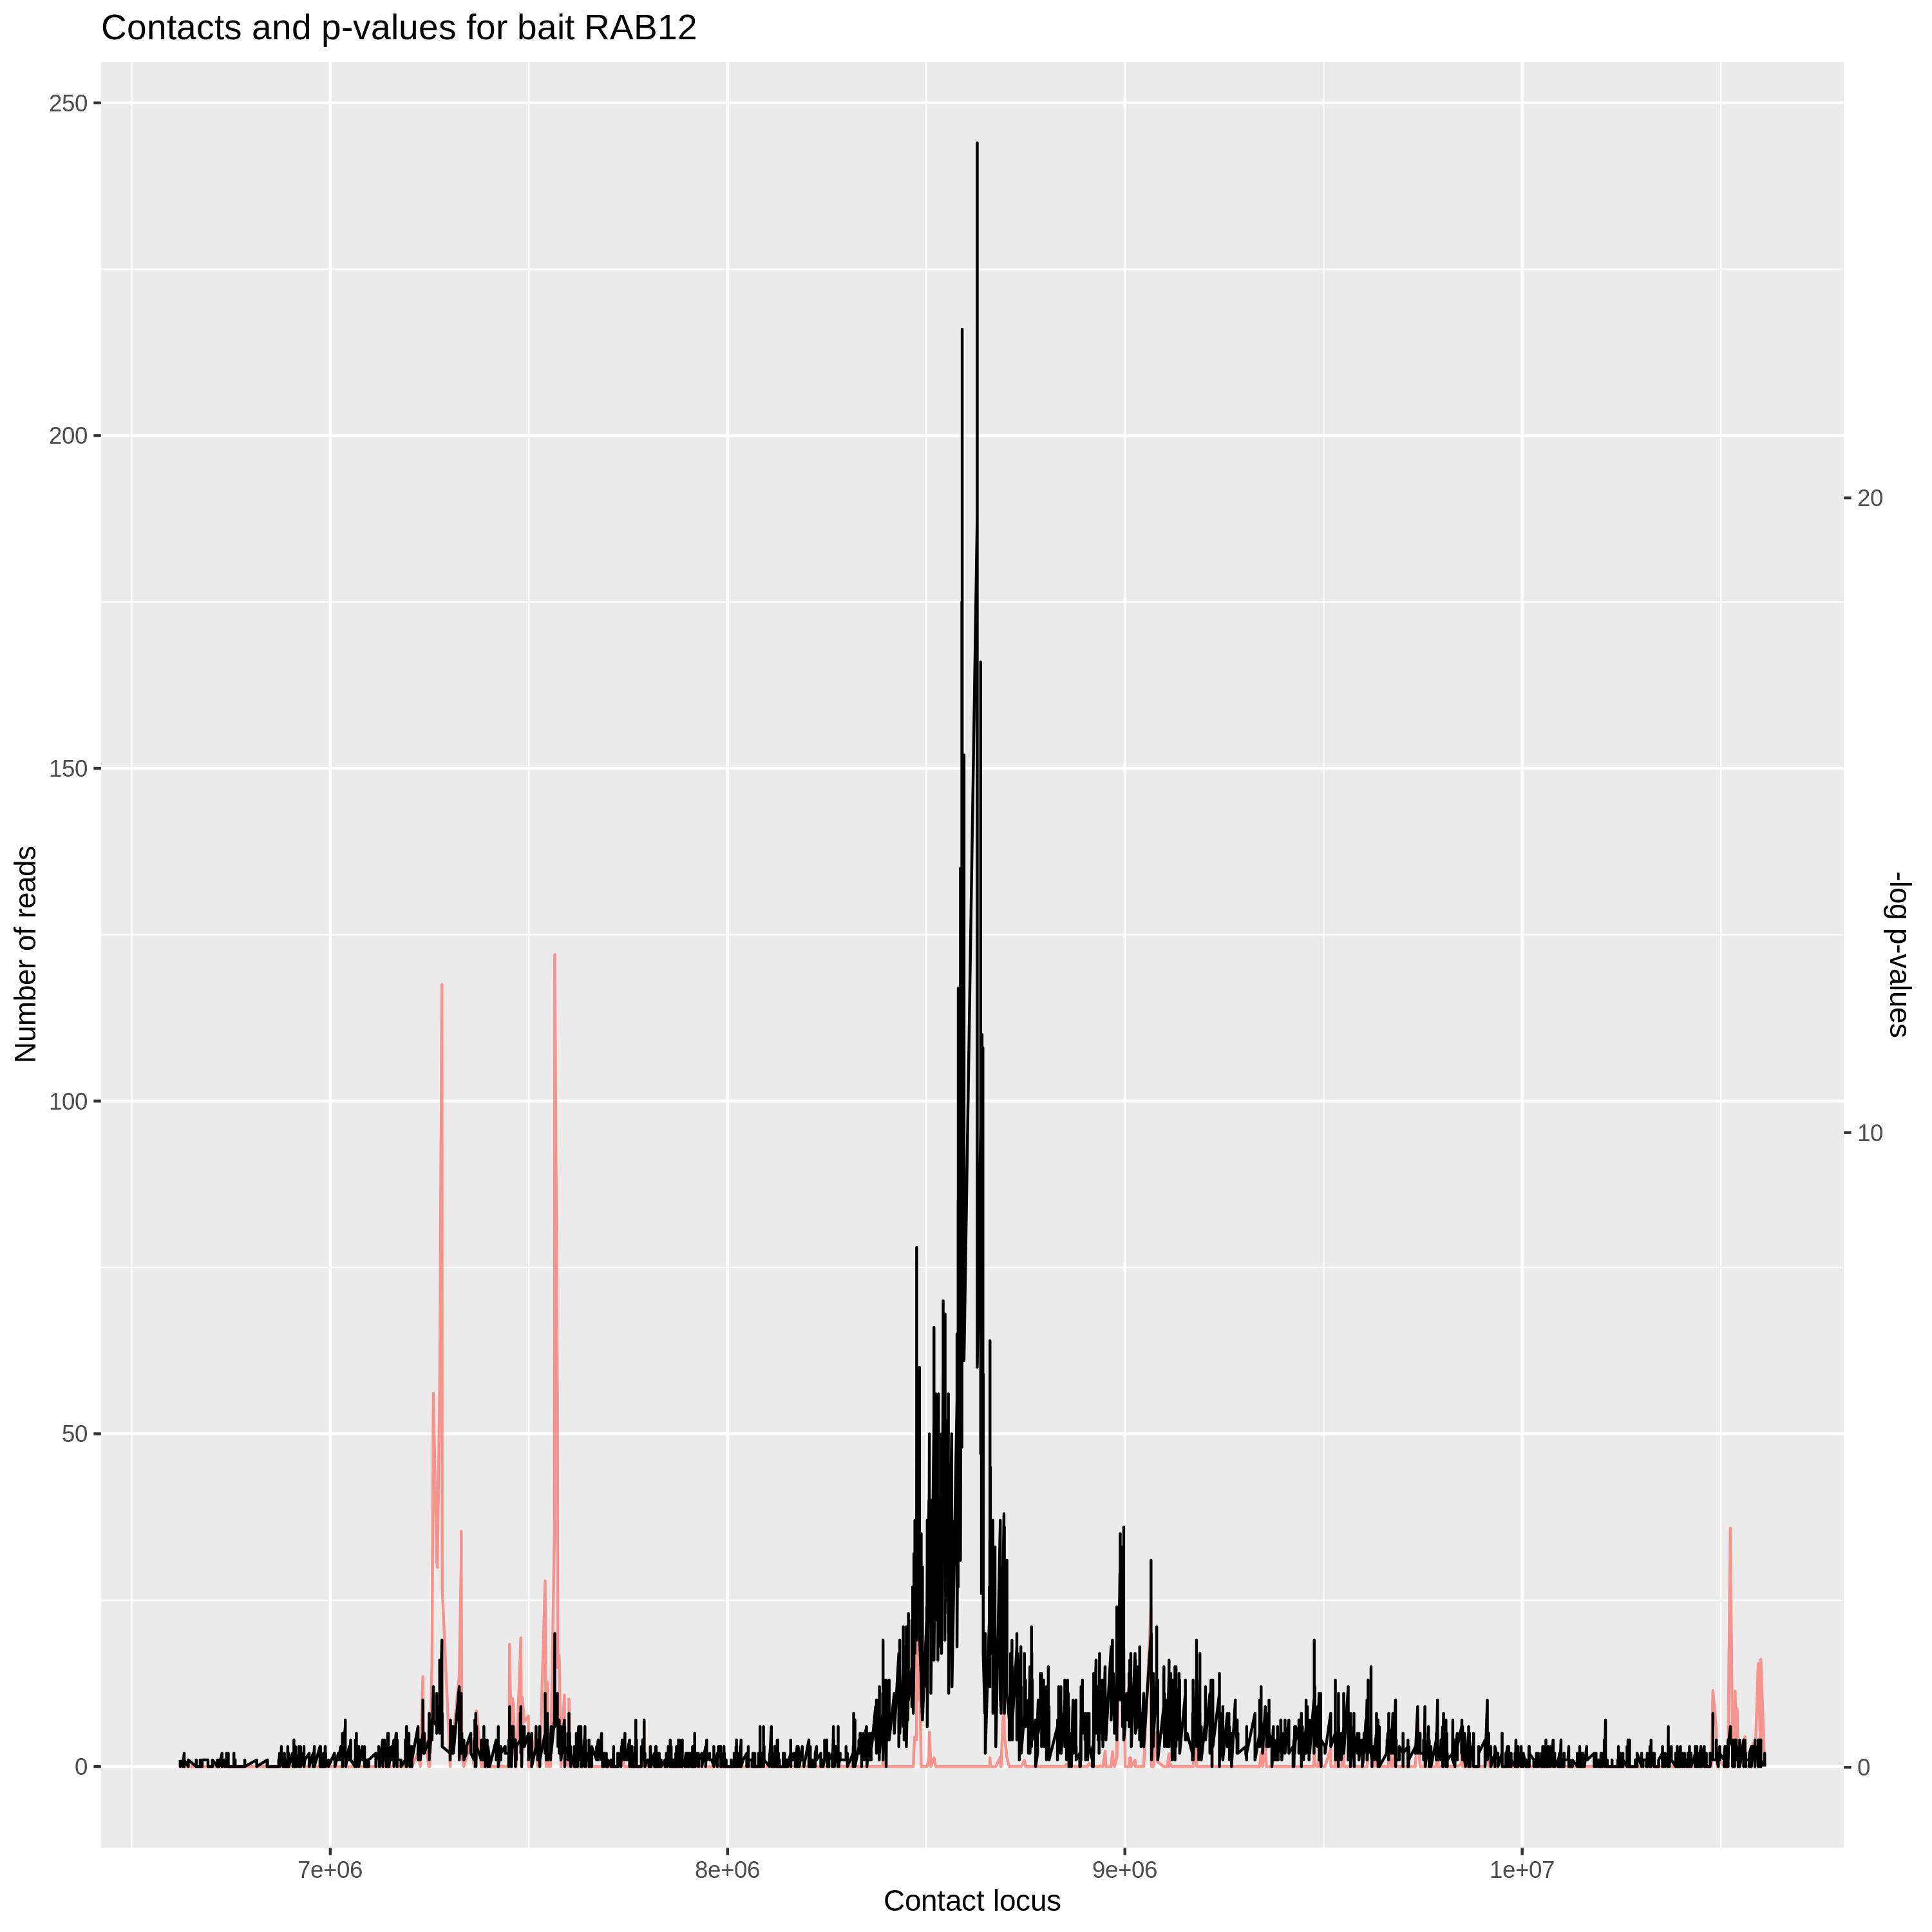 Contacts and p-values for bait RAB12
250
200
150
100
50
0
Number of reads
20
10
0
-log p-values
7e+06
8e+06
9e+06
1e+07
Contact locus